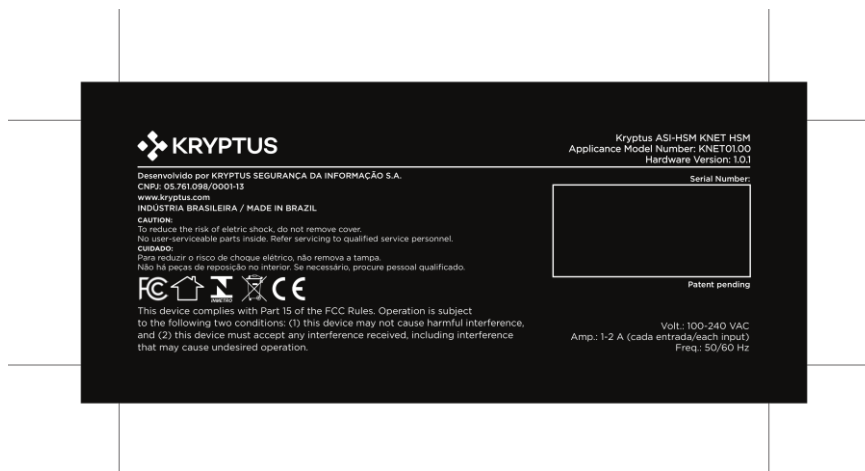 KRYPTUS
Kryptus ASI-HSM KNET HSM
Applicance Model Number: KNET01.00
Hardware Version: 1.0.1
Desenvolvido por KRYPTUS SEGURANÇA DA INFORMAÇÃO S.A.
CNPJ: 05.761.098/0001-13
www.kryptus.com
INDÚSTRIA BRASILEIRA / MADE IN BRAZIL
CAUTION:
To reduce the risk of eletric shock, do not remove cover.
No user-serviceable parts inside. Refer servicing to qualified service personnel.
CUIDADO:
Para reduzir o risco de choque elétrico, não remova a tampa.
Não há peças de reposição no interior. Se necessário, procure pessoal qualificado.
Serial Number:
Patent pending
FC
INMETRO
CE
This device complies with Part 15 of the FCC Rules. Operation is subject
to the following two conditions: (1) this device may not cause harmful interference,
and (2) this device must accept any interference received, including interference
that may cause undesired operation.
Volt.: 100-240 VAC
Amp.: 1-2 A (cada entrada/each input)
Freq.: 50/60 Hz